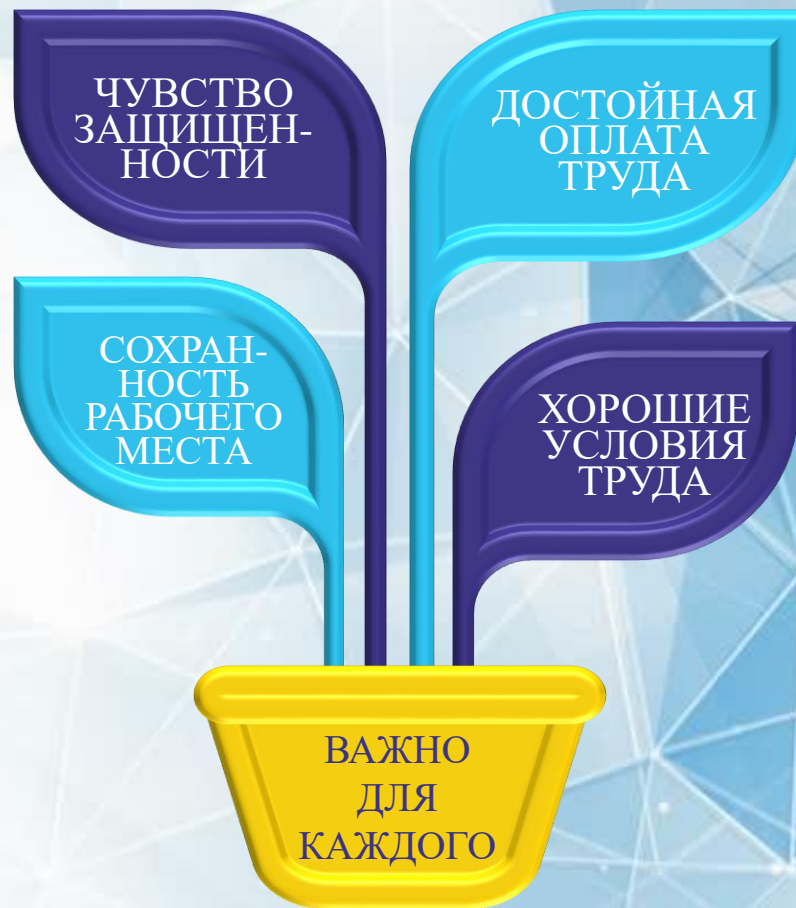 ЧУВСТВО
ЗАЩИЩЕН-
НОСТИ
ДОСТОЙНАЯ
ОПЛАТА
ТРУДА
СОХРАН-
НОСТЬ
РАБОЧЕГО
МЕСТА
ХОРОШИЕ
УСЛОВИЯ
ТРУДА
ВАЖНО
ДЛЯ
КАЖДОГО